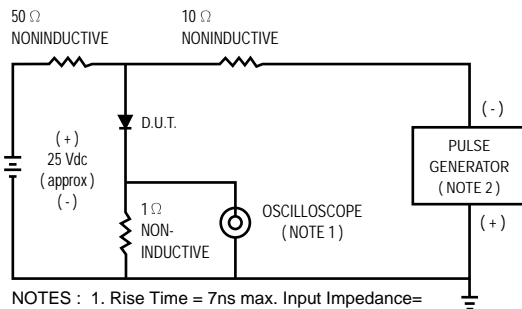 50 Ω
NONINDUCTIVE
10 Ω
NONINDUCTIVE
( + )
25 Vdc
( approx )
( - )
D.U.T.
1 Ω
NON-
INDUCTIVE
OSCILLOSCOPE
( NOTE 1 )
( - )
PULSE
GENERATOR
( NOTE 2 )
( + )
NOTES : 1. Rise Time = 7ns max. Input Impedance=